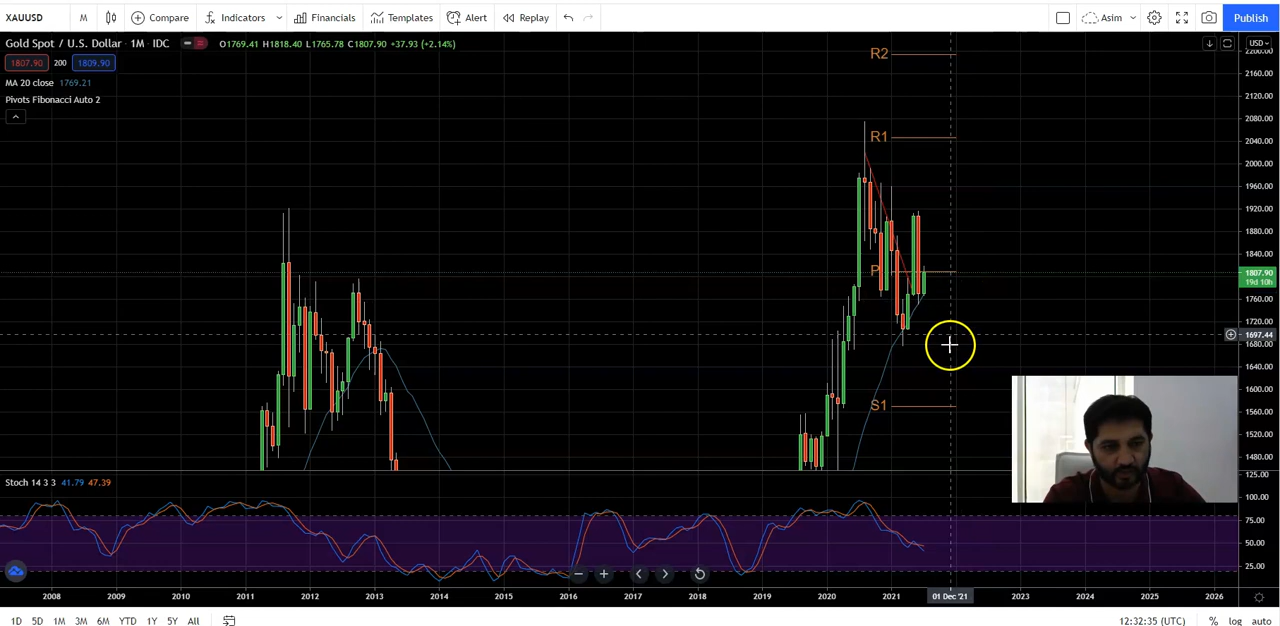 XAUUSD M Compare Indicators Financials Templates Alert Replay Asim Publish
Gold Spot / U.S. Dollar · 1M · IDC O1769.41 H1818.40 L1765.78 C1807.90 +37.93 (+2.14%)
1807.90 200 1809.90
MA 20 close 1769.21
Pivots Fibonacci Auto 2
R2
R1
P
S1
USD
2200.00
2160.00
2120.00
2080.00
2040.00
2000.00
1960.00
1920.00
1880.00
1840.00
1807.90
19d 10h
1760.00
1720.00
1697.44
1680.00
1640.00
1600.00
1560.00
1520.00
1480.00
Stoch 14 3 3 41.79 47.39
125.00
100.00
75.00
50.00
25.00
2008 2009 2010 2011 2012 2013 2014 2015 2016 2017 2018 2019 2020 2021 01 Dec '21 2023 2024 2025 2026
1D 5D 1M 3M 6M YTD 1Y 5Y All 12:32:35 (UTC) % log auto